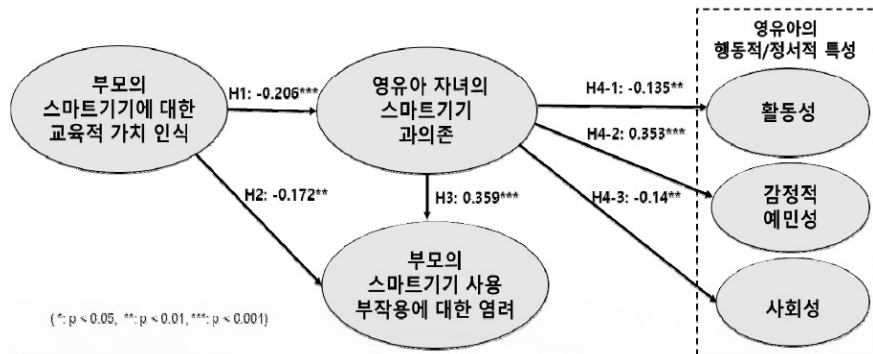 영유아의
행동적/정서적 특성
부모의
스마트기기에 대한
교육적 가치 인식
H1: -0.206***
영유아 자녀의
스마트기기
과의존
H4-1: -0.135**
활동성
H4-2: 0.353***
감정적
예민성
H4-3: -0.14**
사회성
H2: -0.172**
H3: 0.359***
부모의
스마트기기 사용
부작용에 대한 염려
( *: p < 0.05, **: p < 0.01, ***: p < 0.001)